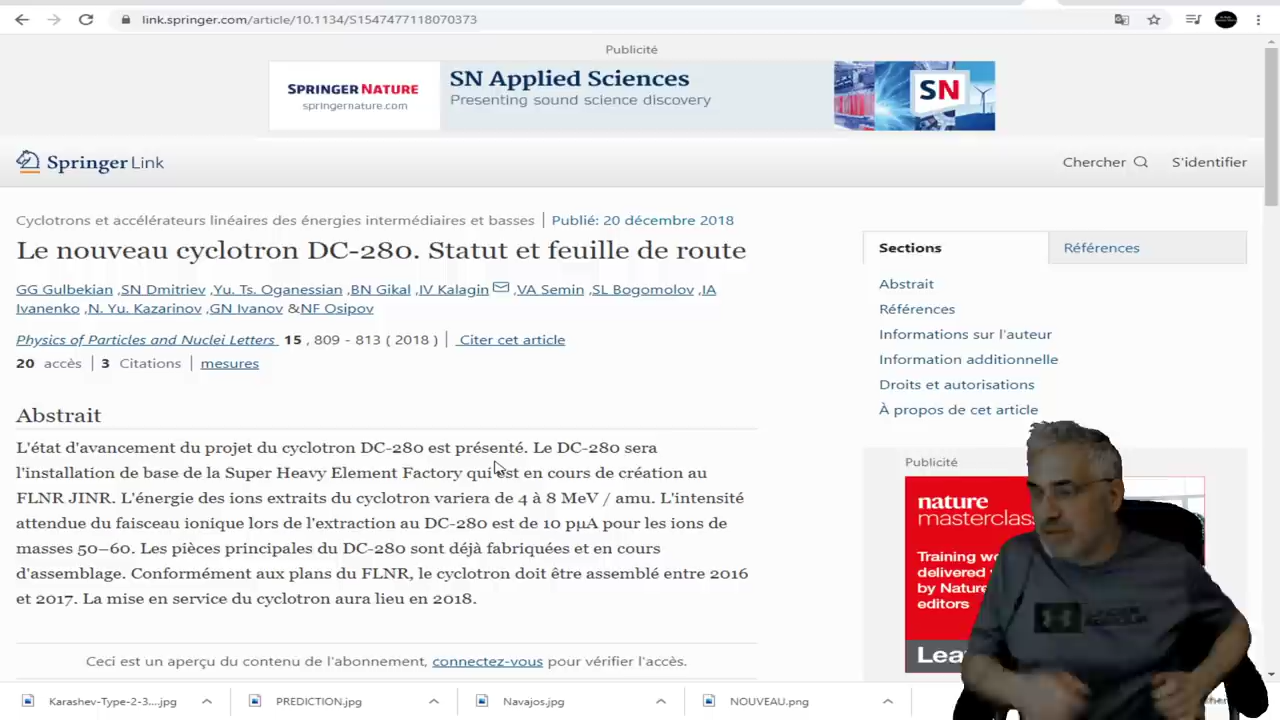 link.springer.com/article/10.1134/S1547477118070373
Publicité
SPRINGER NATURE
springernature.com
SN Applied Sciences
Presenting sound science discovery
SN
Springer Link
Chercher
S'identifier
Cyclotrons et accélérateurs linéaires des énergies intermédiaires et basses | Publié: 20 décembre 2018
Le nouveau cyclotron DC-280. Statut et feuille de route
GG Gulbekian ,SN Dmitriev ,Yu. Ts. Oganessian ,BN Gikal ,IV Kalagin ,VA Semin ,SL Bogomolov ,IA
Ivanenko ,N. Yu. Kazarinov ,GN Ivanov &NF Osipov
Physics of Particles and Nuclei Letters 15 , 809 - 813 ( 2018 ) | Citer cet article
20 accès | 3 Citations | mesures
Abstrait
L'état d'avancement du projet du cyclotron DC-280 est présenté. Le DC-280 sera
l'installation de base de la Super Heavy Element Factory qui est en cours de création au
FLNR JINR. L'énergie des ions extraits du cyclotron variera de 4 à 8 MeV / amu. L'intensité
attendue du faisceau ionique lors de l'extraction au DC-280 est de 10 pμA pour les ions de
masses 50–60. Les pièces principales du DC-280 sont déjà fabriquées et en cours
d'assemblage. Conformément aux plans du FLNR, le cyclotron doit être assemblé entre 2016
et 2017. La mise en service du cyclotron aura lieu en 2018.
Ceci est un aperçu du contenu de l'abonnement, connectez-vous pour vérifier l'accès.
Sections
Références
Abstrait
Références
Informations sur l'auteur
Information additionnelle
Droits et autorisations
À propos de cet article
Publicité
nature
masterclass
Training wo
delivered
by Nature
editors
Lea
Karashev-Type-2-3....jpg
PREDICTION.jpg
Navajos.jpg
NOUVEAU.png